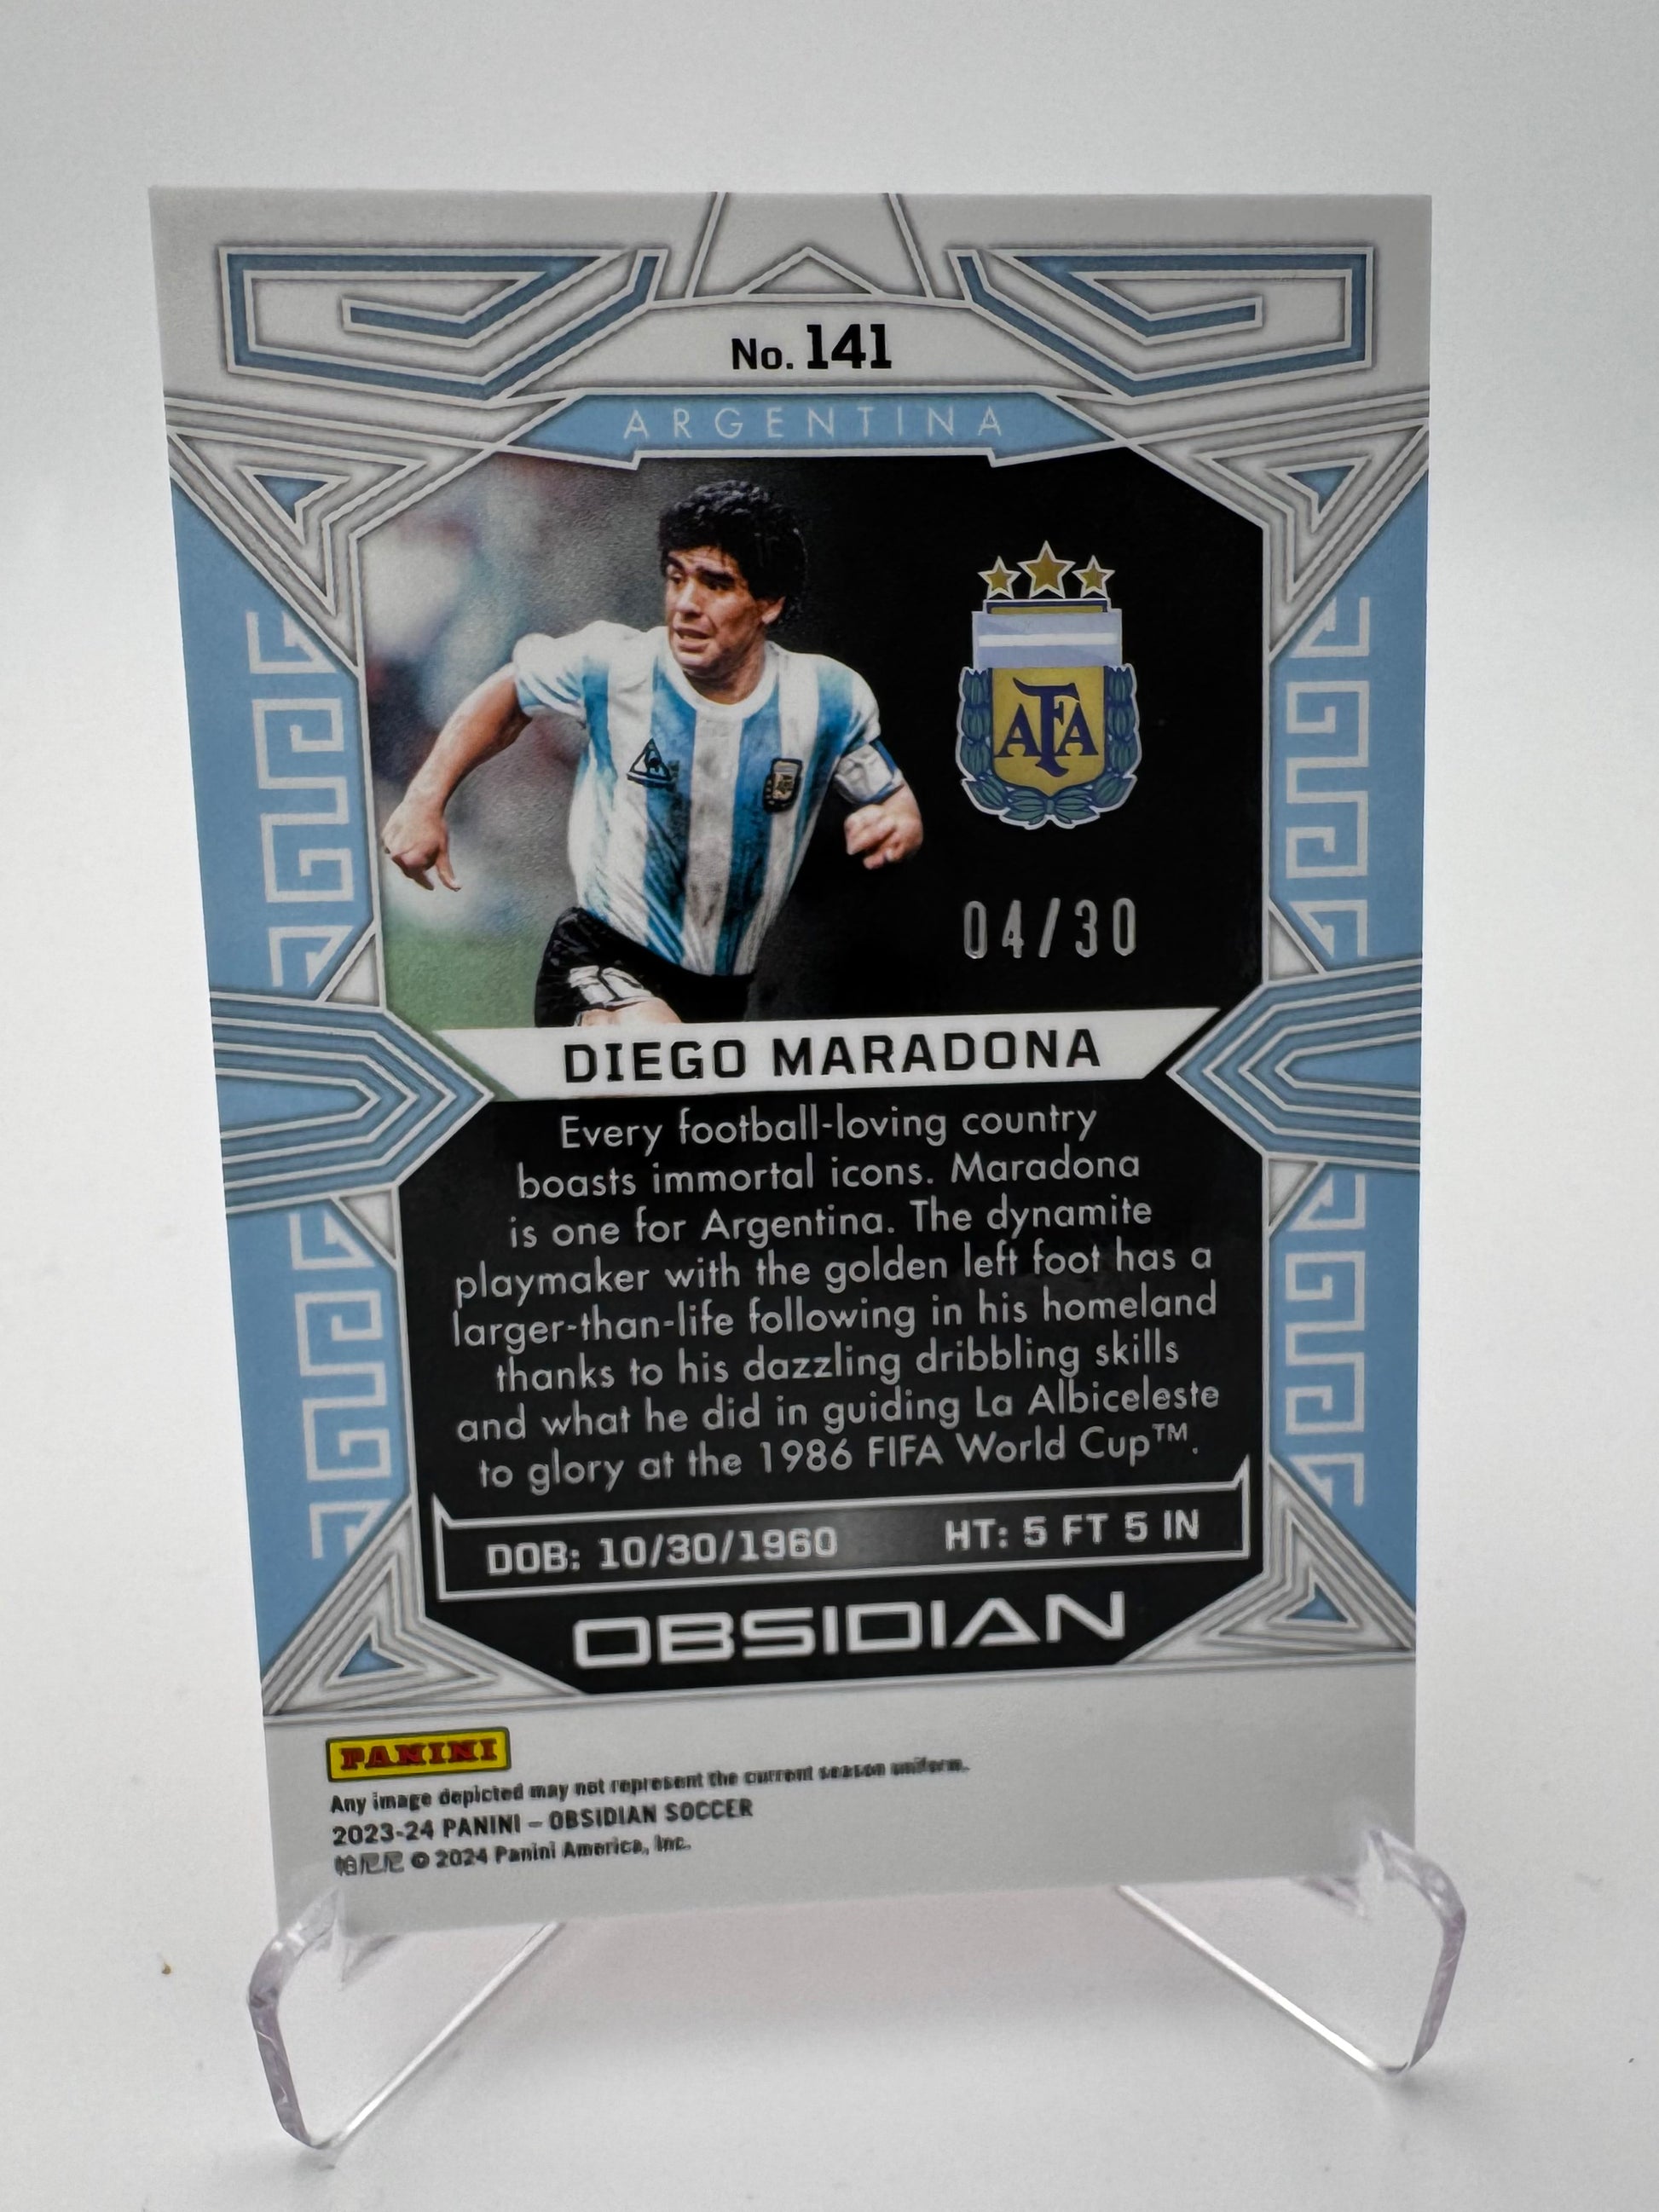 No. 141
ARGENTINA
AFA
04/30
10
DIEGO MARADONA
Every football-loving country
boasts immortal icons. Maradona
is one for Argentina. The dynamite
playmaker with the golden left foot has a
larger-than-life following in his homeland
thanks to his dazzling dribbling skills
and what he did in guiding La Albiceleste
to glory at the 1986 FIFA World Cup™.
DOB: 10/30/1960 HT: 5 FT 5 IN
OBSIDIAN
PANINI
Any image depicted may not represent the current season uniform.
2023-24 PANINI – OBSIDIAN SOCCER
帕尼尼 © 2024 Panini America, Inc.